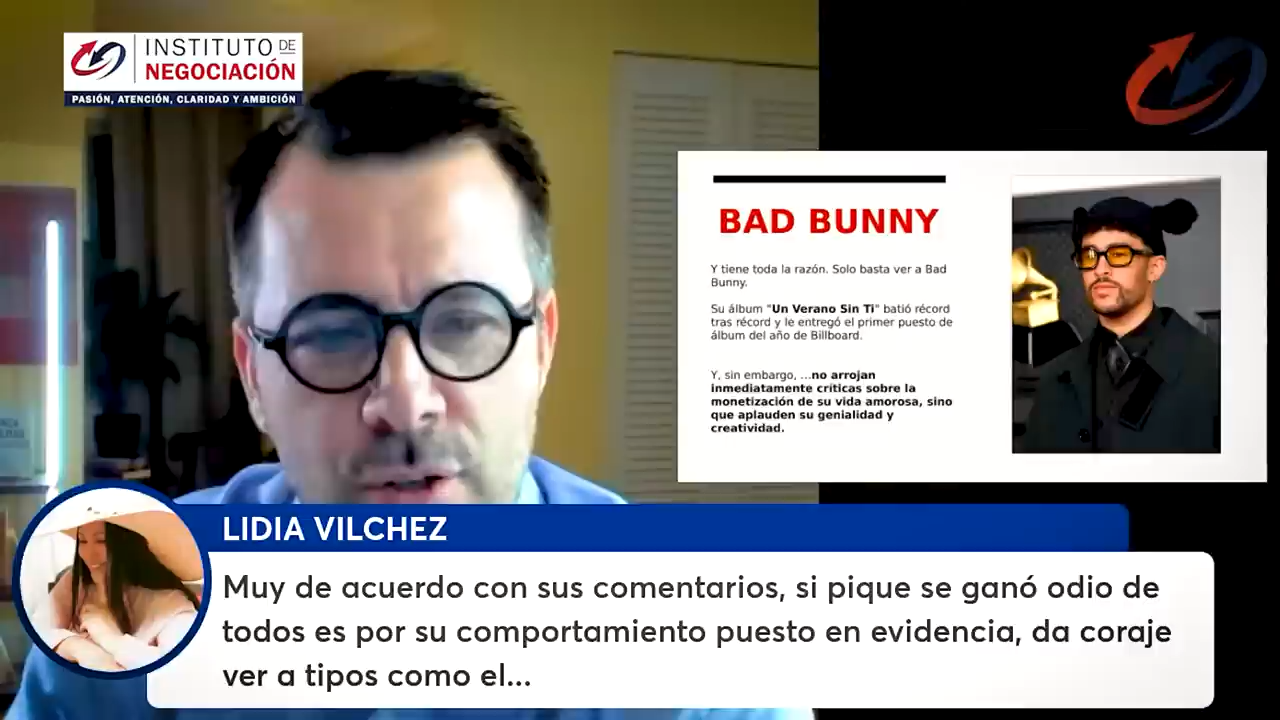 INSTITUTO DE
NEGOCIACIÓN
PASIÓN, ATENCIÓN, CLARIDAD Y AMBICIÓN
BAD BUNNY
Y tiene toda la razón. Solo basta ver a Bad
Bunny.
Su álbum "Un Verano Sin Ti" batió récord
tras récord y le entregó el primer puesto de
álbum del año de Billboard.
Y, sin embargo, ...no arrojan
inmediatamente críticas sobre la
monetización de su vida amorosa, sino
que aplauden su genialidad y
creatividad.
LIDIA VILCHEZ
Muy de acuerdo con sus comentarios, si pique se ganó odio de
todos es por su comportamiento puesto en evidencia, da coraje
ver a tipos como el...